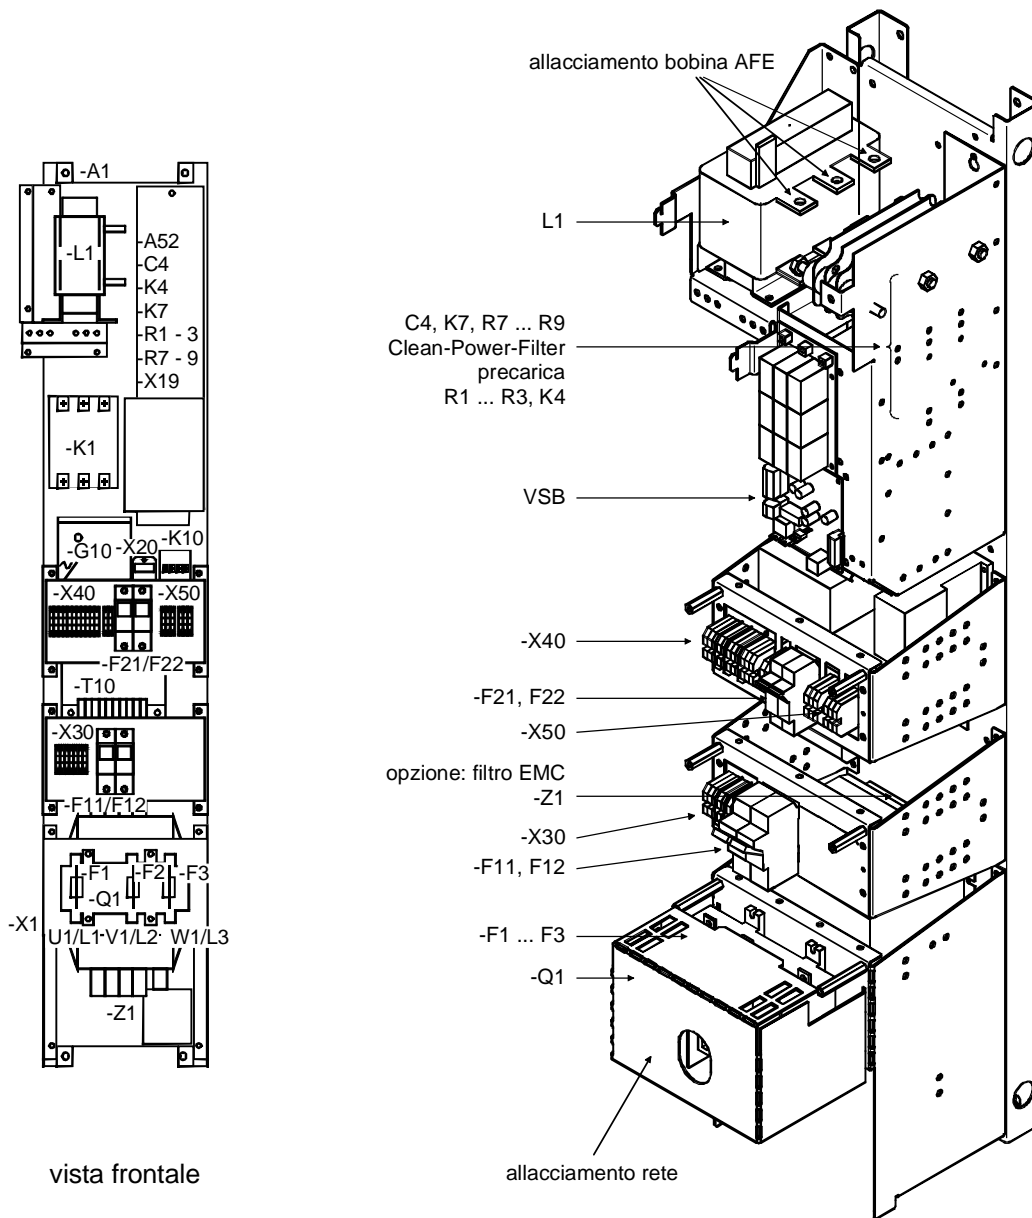 -A1
-L1
-A52
-C4
-K4
-K7
-R1 - 3
-R7 - 9
-X19
-K1
-G10
-X20
-K10
-X40
-X50
-F21/F22
-T10
-X30
-F11/F12
-F1
-F2
-F3
-Q1
-X1
U1/L1 -V1/L2 W1/L3
-Z1
vista frontale
allacciamento bobina AFE
L1
C4, K7, R7 ... R9
Clean-Power-Filter
precarica
R1 ... R3, K4
VSB
-X40
-F21, F22
-X50
opzione: filtro EMC
-Z1
-X30
-F11, F12
-F1 ... F3
-Q1
allacciamento rete